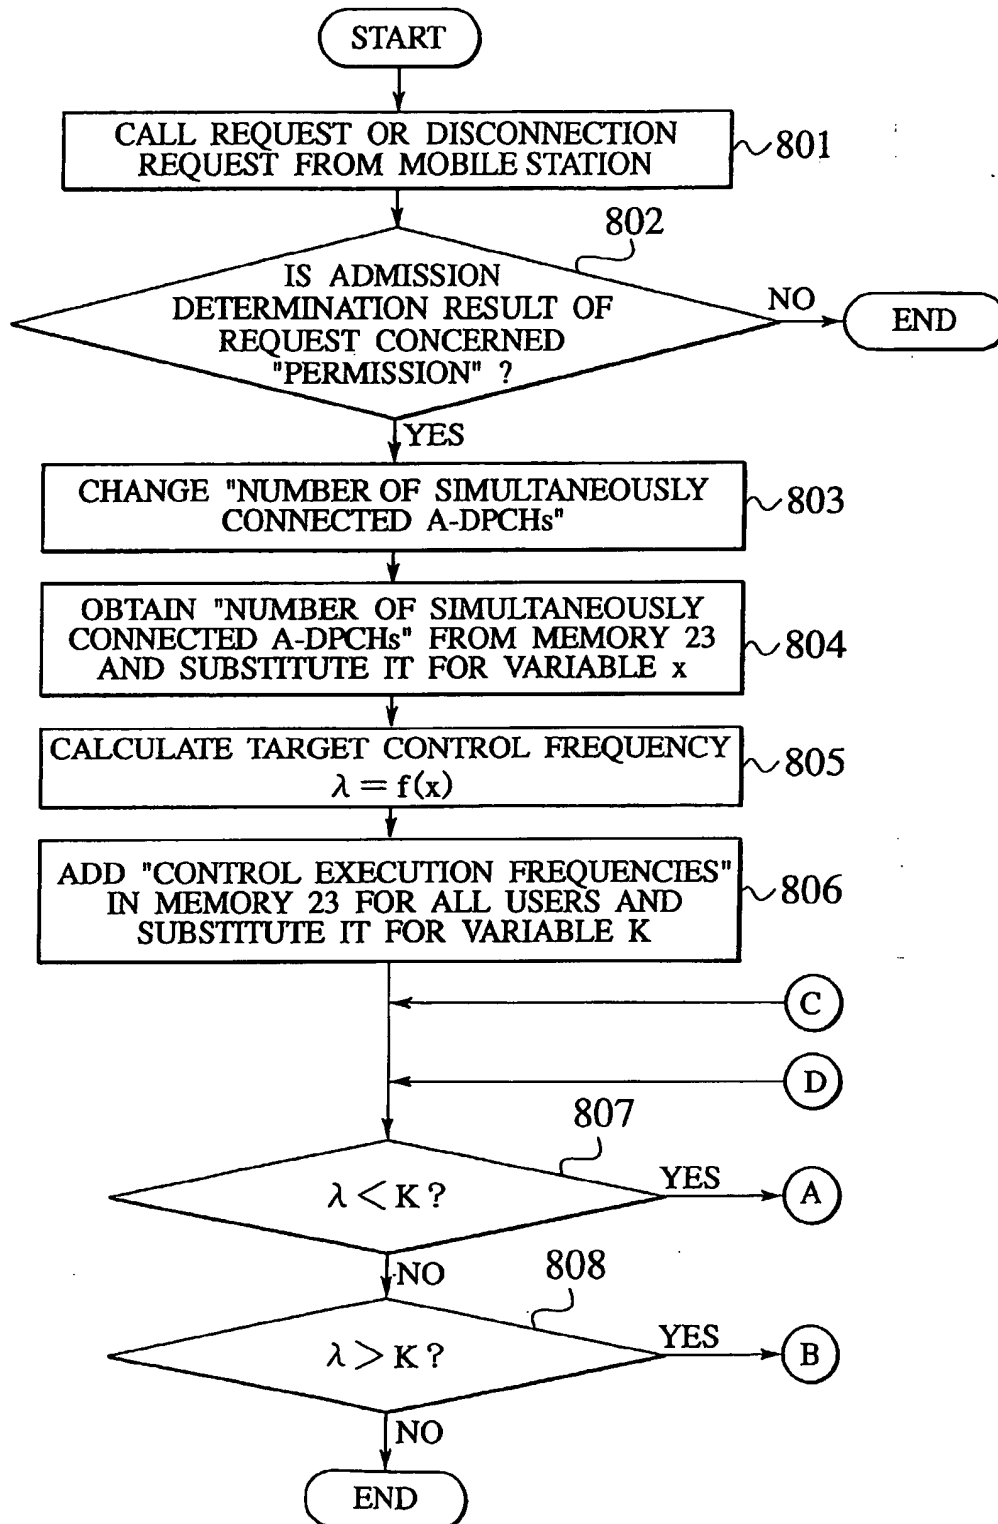 START
CALL REQUEST OR DISCONNECTION
REQUEST FROM MOBILE STATION
801
802
IS ADMISSION
DETERMINATION RESULT OF
REQUEST CONCERNED
"PERMISSION" ?
NO
END
YES
CHANGE "NUMBER OF SIMULTANEOUSLY
CONNECTED A-DPCHs"
803
OBTAIN "NUMBER OF SIMULTANEOUSLY
CONNECTED A-DPCHs" FROM MEMORY 23
AND SUBSTITUTE IT FOR VARIABLE x
804
CALCULATE TARGET CONTROL FREQUENCY
λ = f(x)
805
ADD "CONTROL EXECUTION FREQUENCIES"
IN MEMORY 23 FOR ALL USERS AND
SUBSTITUTE IT FOR VARIABLE K
806
C
D
807
λ < K ?
YES
A
NO
808
λ > K ?
YES
B
NO
END